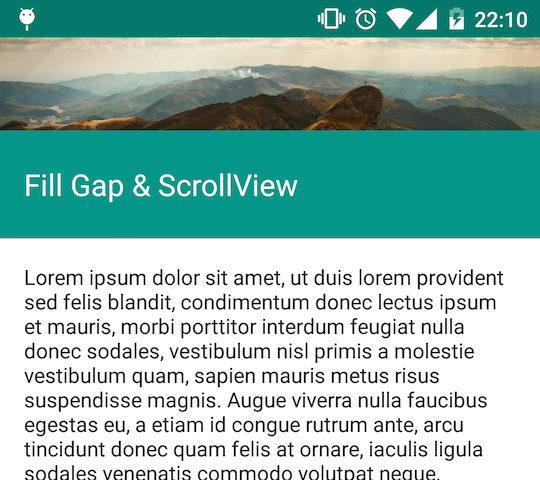 22:10
Fill Gap & ScrollView
Lorem ipsum dolor sit amet, ut duis lorem provident
sed felis blandit, condimentum donec lectus ipsum
et mauris, morbi porttitor interdum feugiat nulla
donec sodales, vestibulum nisl primis a molestie
vestibulum quam, sapien mauris metus risus
suspendisse magnis. Augue viverra nulla faucibus
egestas eu, a etiam id congue rutrum ante, arcu
tincidunt donec quam felis at ornare, iaculis ligula
sodales venenatis commodo volutpat neque,